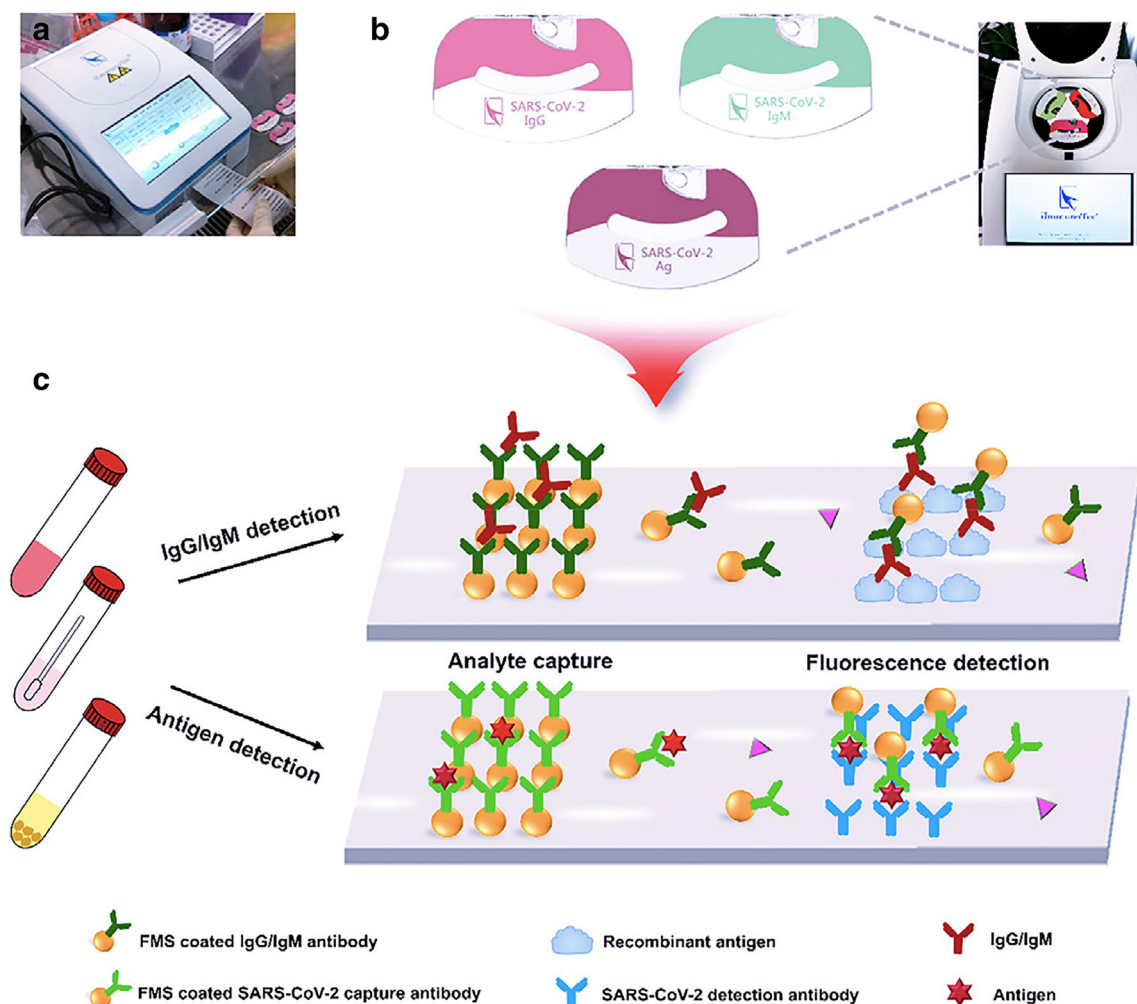 a
b
SARS-CoV-2
IgG
SARS-CoV-2
IgM
SARS-CoV-2
Ag
c
IgG/IgM detection
Analyte capture
Fluorescence detection
Antigen detection
FMS coated IgG/IgM antibody
Recombinant antigen
IgG/IgM
FMS coated SARS-CoV-2 capture antibody
SARS-CoV-2 detection antibody
Antigen